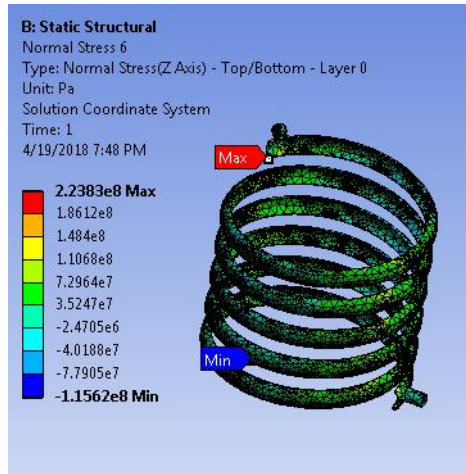 B: Static Structural
Normal Stress 6
Type: Normal Stress(Z Axis) - Top/Bottom - Layer 0
Unit: Pa
Solution Coordinate System
Time: 1
4/19/2018 7:48 PM
Max
2.2383e8 Max
1.8612e8
1.484e8
1.1068e8
7.2964e7
3.5247e7
-2.4705e6
-4.0188e7
-7.7905e7
-1.1562e8 Min
Min